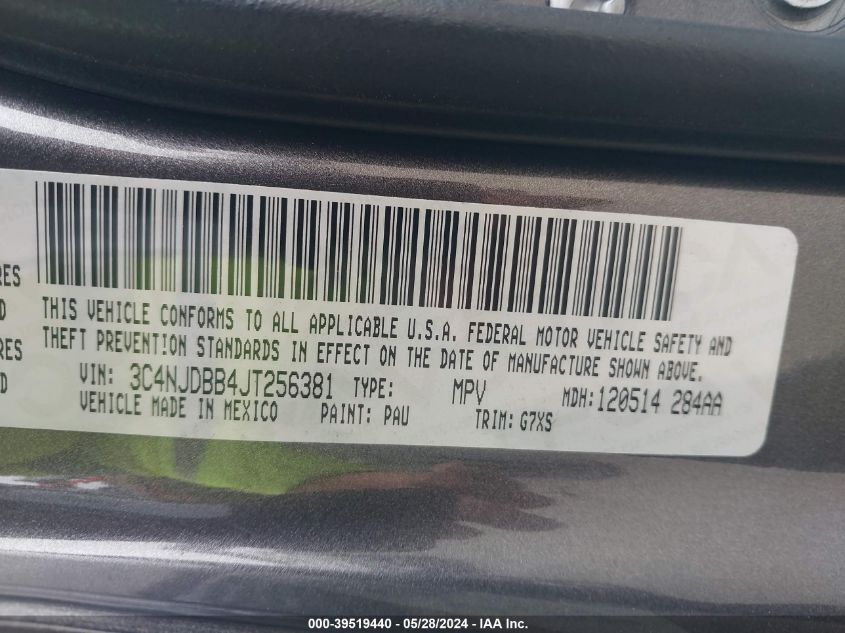 RES
D
RES
D
THIS VEHICLE CONFORMS TO ALL APPLICABLE U.S.A. FEDERAL MOTOR VEHICLE SAFETY AND
THEFT PREVENTION STANDARDS IN EFFECT ON THE DATE OF MANUFACTURE SHOWN ABOVE.
VIN: 3C4NJDBB4JT256381 TYPE: MPV MDH:120514 284AA
VEHICLE MADE IN MEXICO PAINT: PAU TRIM: G7XS
000-39519440 - 05/28/2024 - IAA Inc.